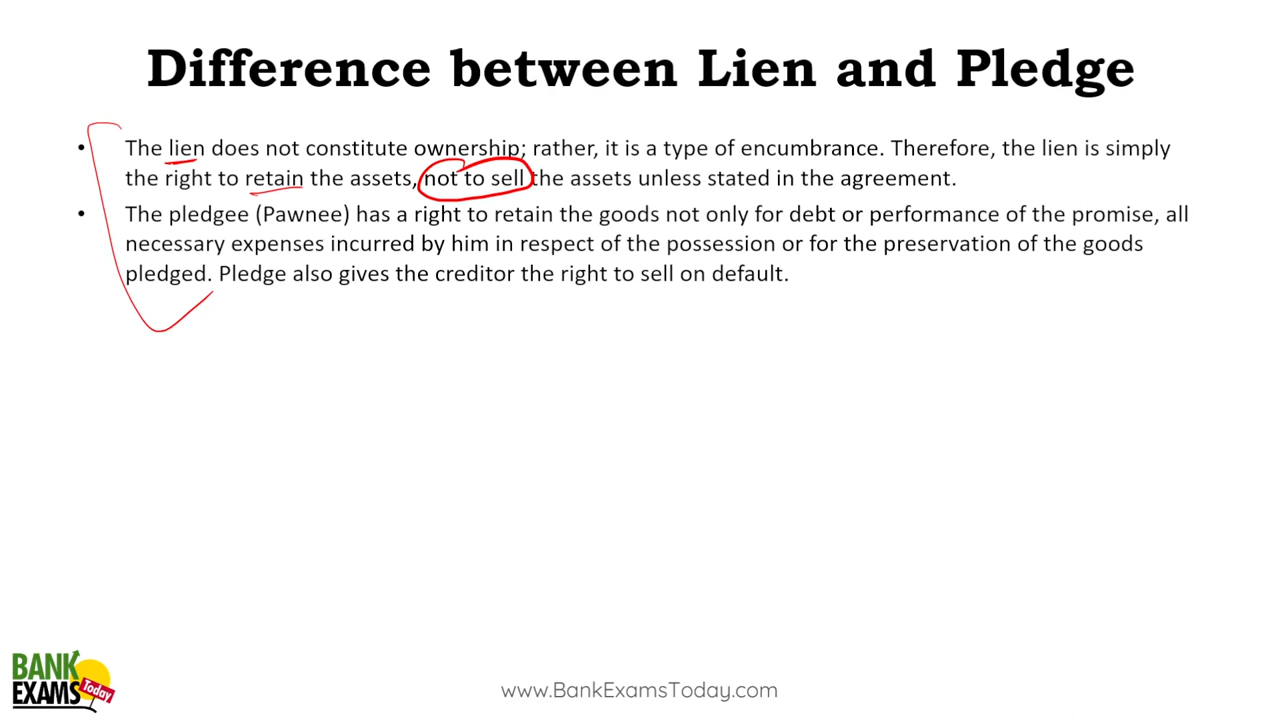 Difference between Lien and Pledge
• The lien does not constitute ownership; rather, it is a type of encumbrance. Therefore, the lien is simply
the right to retain the assets, not to sell the assets unless stated in the agreement.
• The pledgee (Pawnee) has a right to retain the goods not only for debt or performance of the promise, all
necessary expenses incurred by him in respect of the possession or for the preservation of the goods
pledged. Pledge also gives the creditor the right to sell on default.
BANK
EXAMS Today
www.BankExamsToday.com